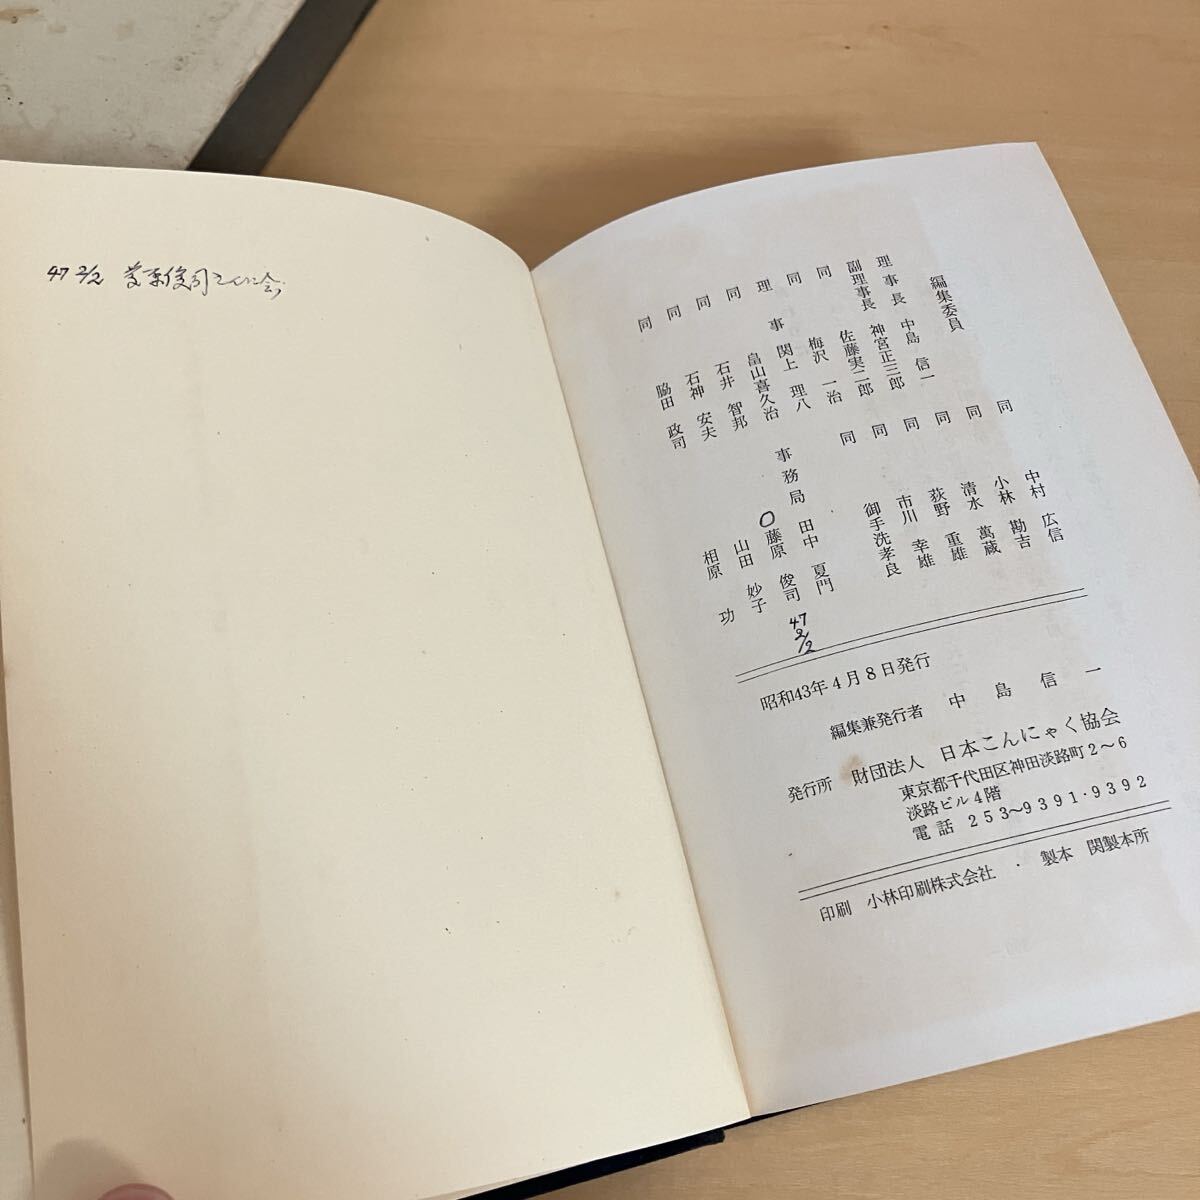 47 2/2 藤原俊司さんに会う
編集委員
理事長 中島 信一
副理事長 神宮正三郎
同 佐藤実二郎
同 梅沢 一治
理事 関上 理八
同 畠山喜久治
同 石井 智邦
同 石神 安夫
同 脇田 政司
同 中村 広信
同 小林 勘吉
同 清水 萬蔵
同 荻野 重雄
同 市川 幸雄
同 御手洗孝良
事務局 田中 夏門
○藤原 俊司 47 2/2
山田 妙子
相原 功
昭和43年4月8日発行
編集兼発行者 中島信一
発行所 財団法人 日本こんにゃく協会
東京都千代田区神田淡路町2～6
淡路ビル4階
電話 253～9391・9392
印刷 小林印刷株式会社 ・ 製本 関製本所